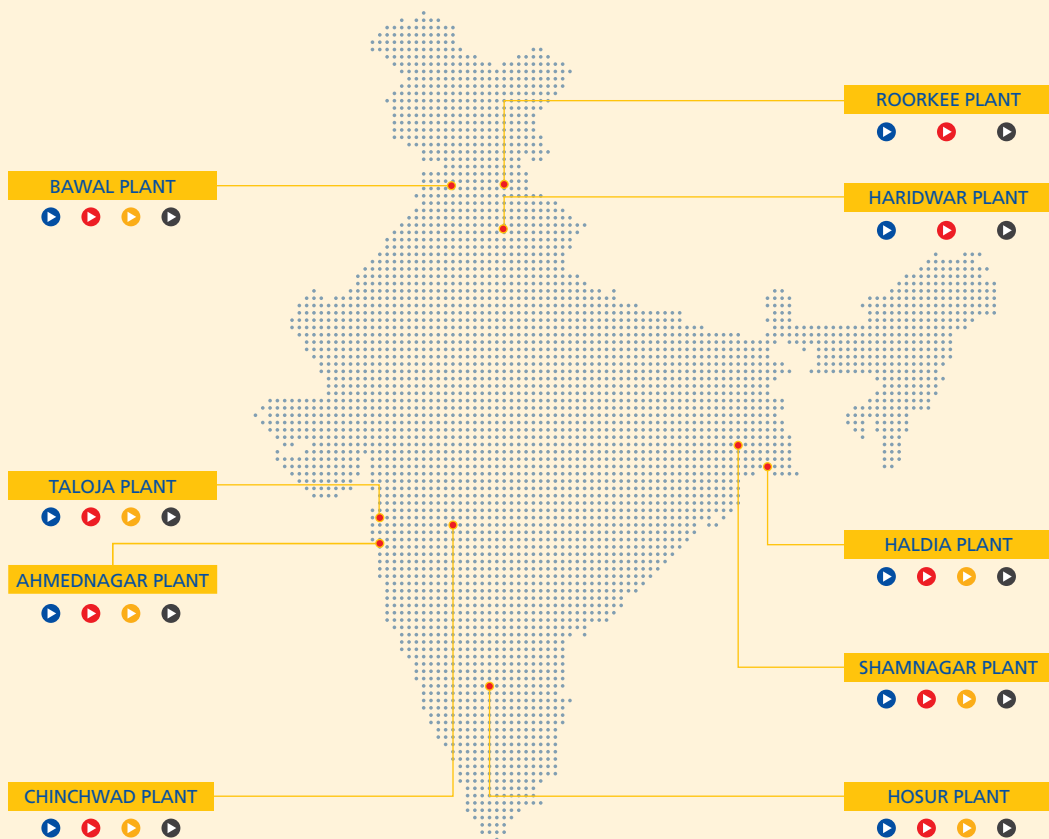 ROORKEE PLANT
BAWAL PLANT
HARIDWAR PLANT
TALOJA PLANT
HALDIA PLANT
AHMEDNAGAR PLANT
SHAMNAGAR PLANT
CHINCHWAD PLANT
HOSUR PLANT